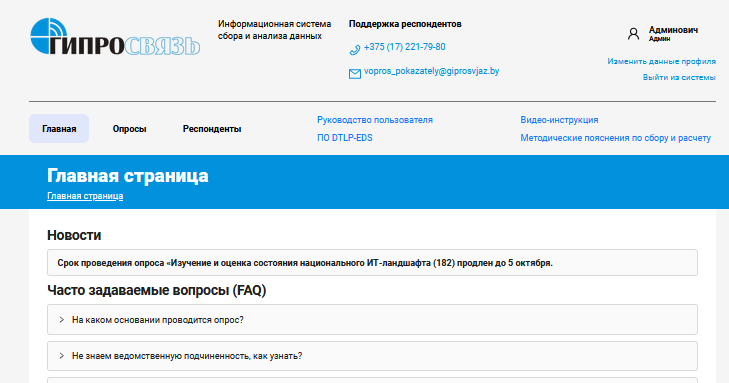 ГИПРОСВЯЗЬ
Информационная система
сбора и анализа данных
Поддержка респондентов
+375 (17) 221-79-80
vopros_pokazately@giprosvjaz.by
Админович
Админ
Изменить данные профиля
Выйти из системы
Главная
Опросы
Респонденты
Руководство пользователя
ПО DTLP-EDS
Видео-инструкция
Методические пояснения по сбору и расчету
Главная страница
Главная страница
Новости
Срок проведения опроса «Изучение и оценка состояния национального ИТ-ландшафта (182) продлен до 5 октября.
Часто задаваемые вопросы (FAQ)
На каком основании проводится опрос?
Не знаем ведомственную подчиненность, как узнать?